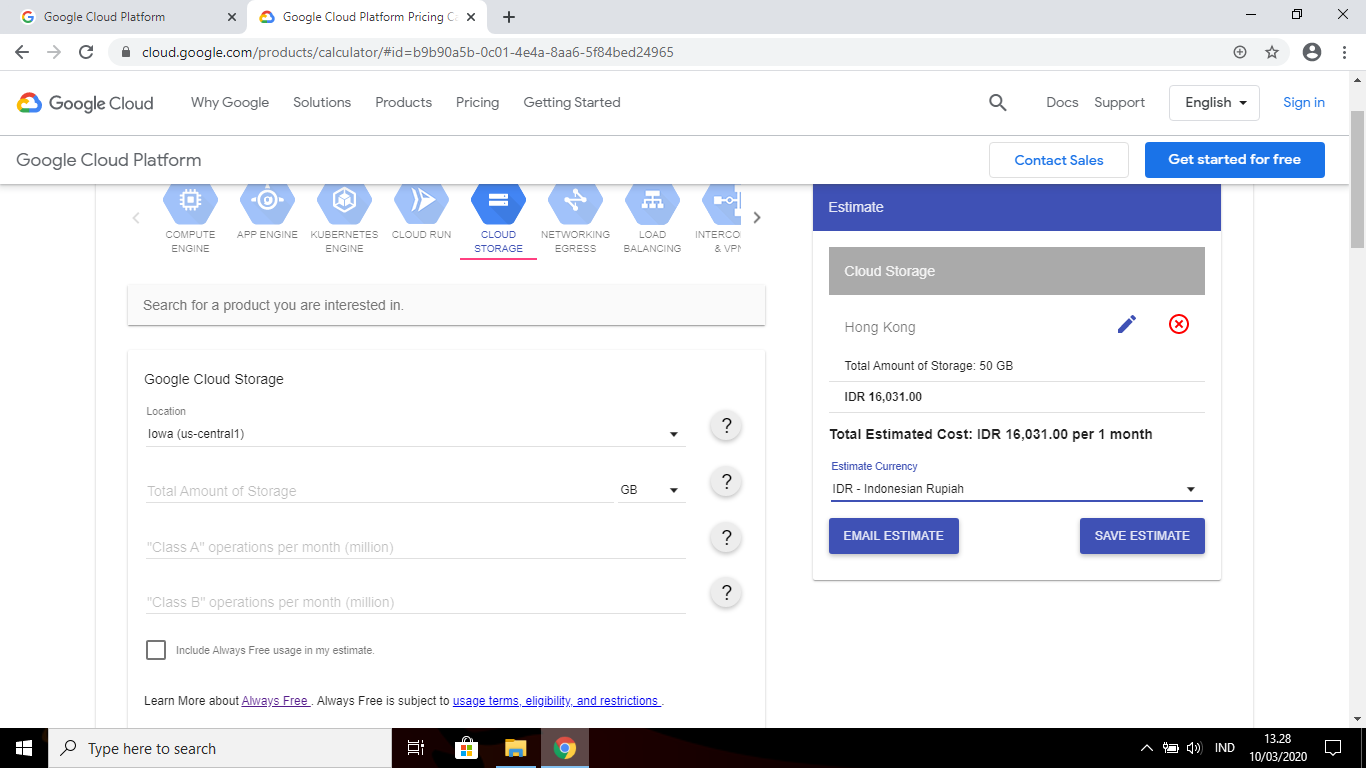 Google Cloud Platform
Google Cloud Platform Pricing Ca
cloud.google.com/products/calculator/#id=b9b90a5b-0c01-4e4a-8aa6-5f84bed24965
Google Cloud
Why Google
Solutions
Products
Pricing
Getting Started
Docs
Support
English
Sign in
Google Cloud Platform
Contact Sales
Get started for free
COMPUTE
ENGINE
APP ENGINE
KUBERNETES
ENGINE
CLOUD RUN
CLOUD
STORAGE
NETWORKING
EGRESS
LOAD
BALANCING
INTERCO
& VPN
Search for a product you are interested in.
Google Cloud Storage
Location
Iowa (us-central1)
?
Total Amount of Storage
GB
?
"Class A" operations per month (million)
?
"Class B" operations per month (million)
?
Include Always Free usage in my estimate.
Learn More about Always Free . Always Free is subject to usage terms, eligibility, and restrictions .
Estimate
Cloud Storage
Hong Kong
Total Amount of Storage: 50 GB
IDR 16,031.00
Total Estimated Cost: IDR 16,031.00 per 1 month
Estimate Currency
IDR - Indonesian Rupiah
EMAIL ESTIMATE
SAVE ESTIMATE
Type here to search
IND
13.28
10/03/2020